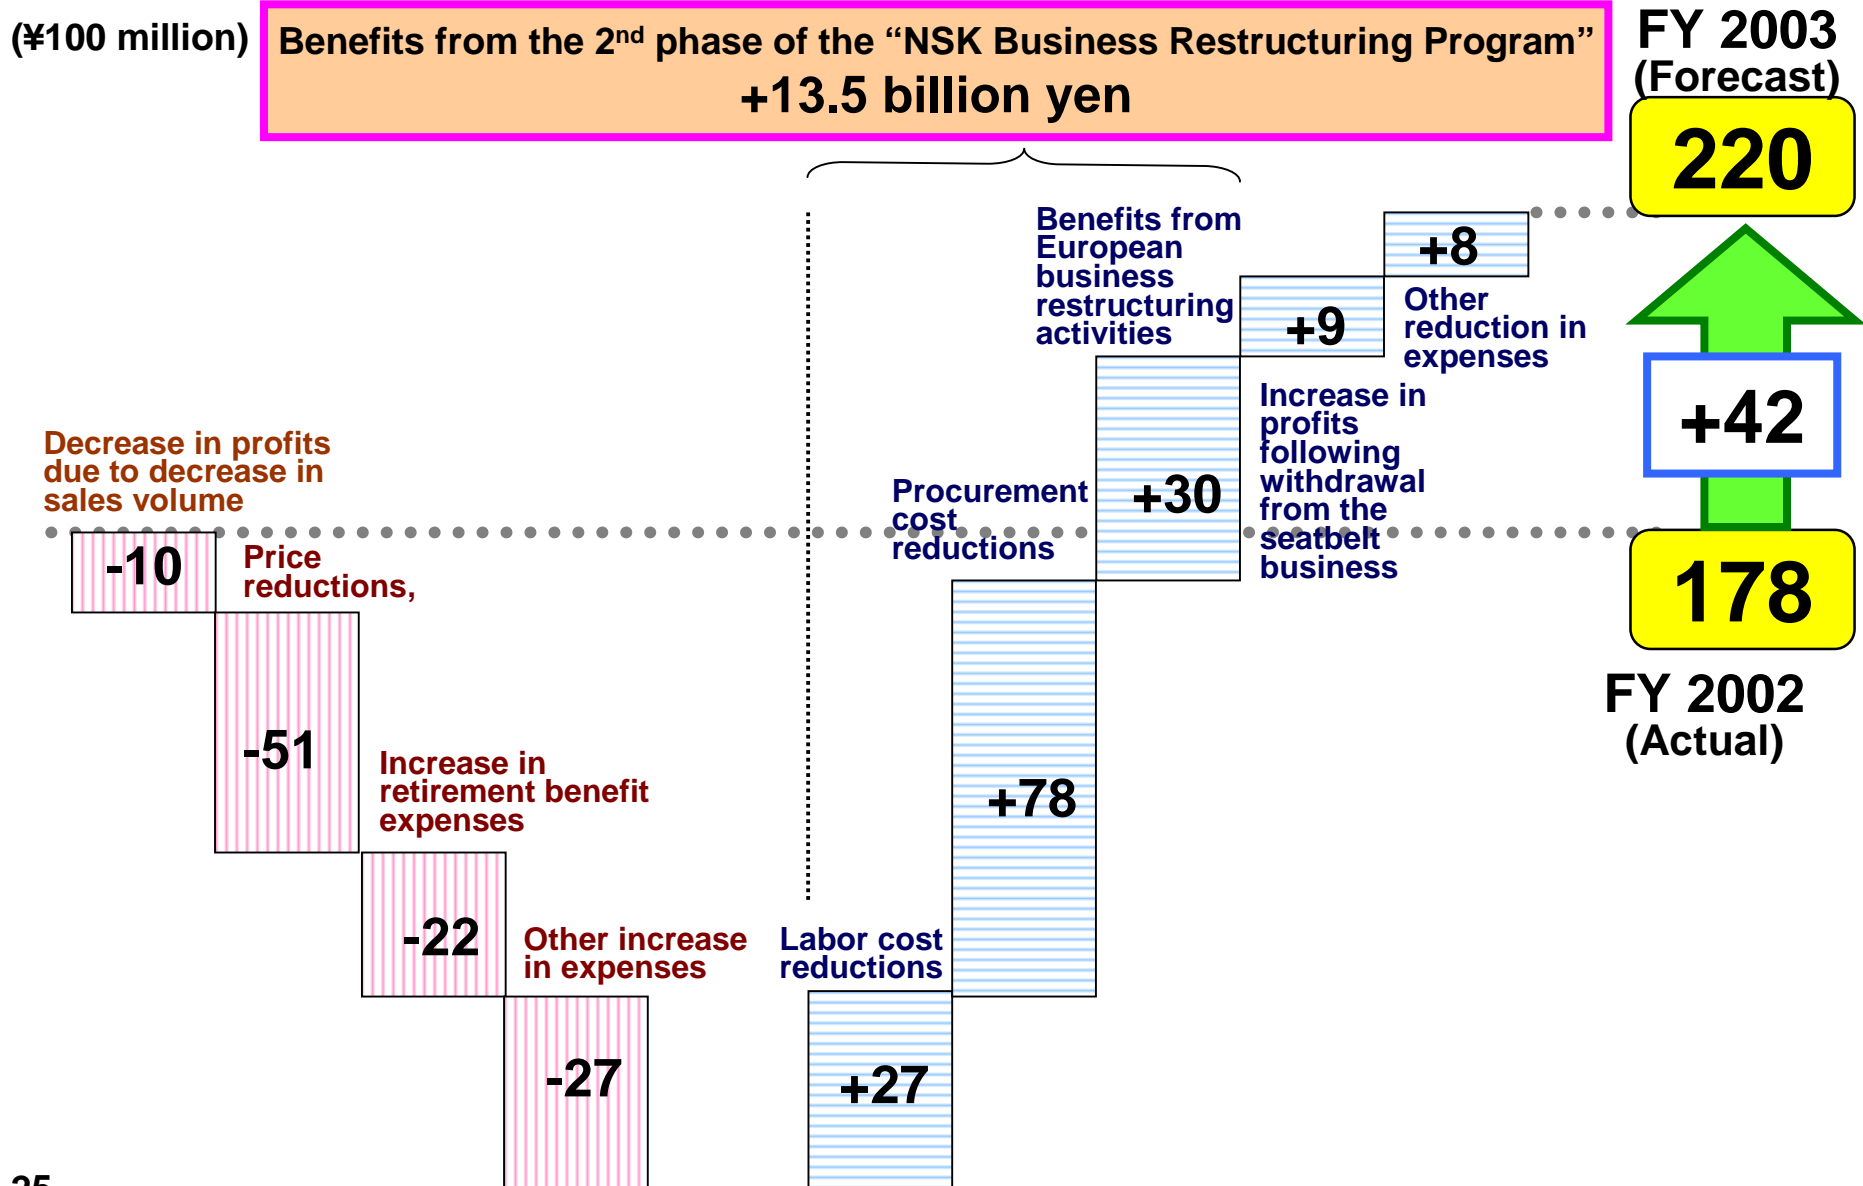 (¥100 million)
Benefits from the 2nd phase of the “NSK Business Restructuring Program”
+13.5 billion yen
FY 2003
(Forecast)
220
Benefits from
European
business
restructuring
activities
+8
+9
Other
reduction in
expenses
+42
Increase in
profits
following
withdrawal
from the
seatbelt
business
Decrease in profits
due to decrease in
sales volume
Procurement
cost
reductions
+30
-10
Price
reductions,
178
FY 2002
(Actual)
-51
Increase in
retirement benefit
expenses
+78
-22
Other increase
in expenses
Labor cost
reductions
-27
+27